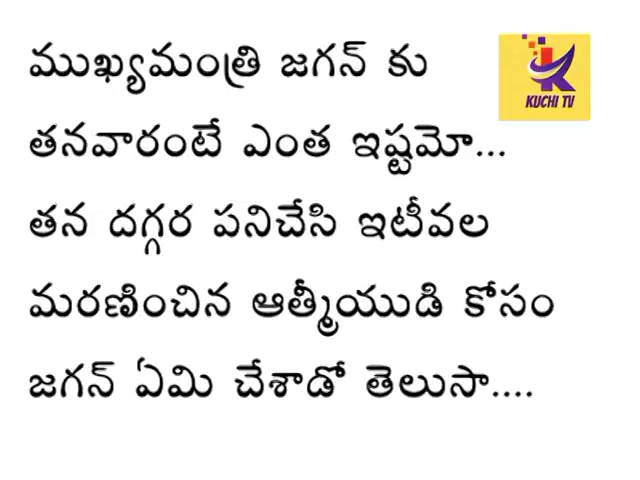 ముఖ్యమంత్రి జగన్ కు
KUCHI TV
తనవారంటే ఎంత ఇష్టమో...
తన దగ్గర పనిచేసి ఇటీవల
మరణించిన ఆత్మీయుడి కోసం
జగన్ ఏమి చేశాడో తెలుసా....